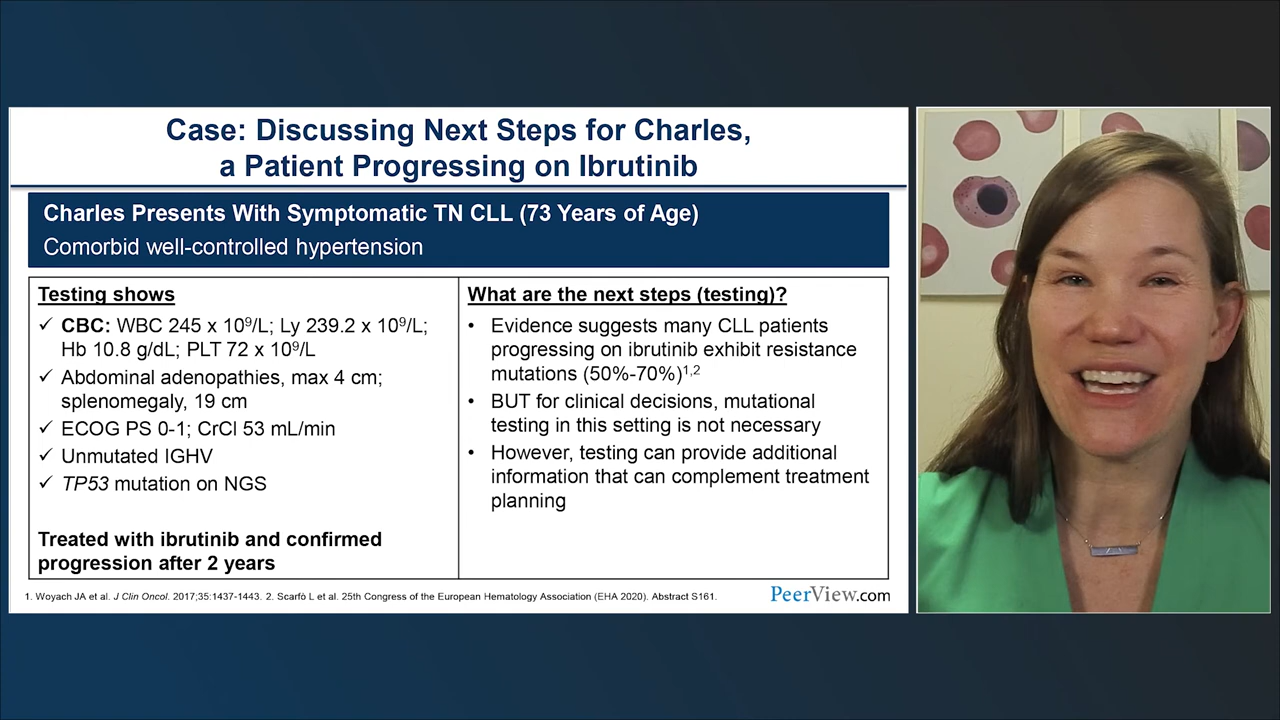 Case: Discussing Next Steps for Charles,
a Patient Progressing on Ibrutinib
Charles Presents With Symptomatic TN CLL (73 Years of Age)
Comorbid well-controlled hypertension
Testing shows
✓ CBC: WBC 245 x 10⁹/L; Ly 239.2 x 10⁹/L;
Hb 10.8 g/dL; PLT 72 x 10⁹/L
✓ Abdominal adenopathies, max 4 cm;
splenomegaly, 19 cm
✓ ECOG PS 0-1; CrCl 53 mL/min
✓ Unmutated IGHV
✓ TP53 mutation on NGS
Treated with ibrutinib and confirmed
progression after 2 years
What are the next steps (testing)?
• Evidence suggests many CLL patients
progressing on ibrutinib exhibit resistance
mutations (50%-70%)¹,²
• BUT for clinical decisions, mutational
testing in this setting is not necessary
• However, testing can provide additional
information that can complement treatment
planning
1. Woyach JA et al. J Clin Oncol. 2017;35:1437-1443. 2. Scarfò L et al. 25th Congress of the European Hematology Association (EHA 2020). Abstract S161.
PeerView.com